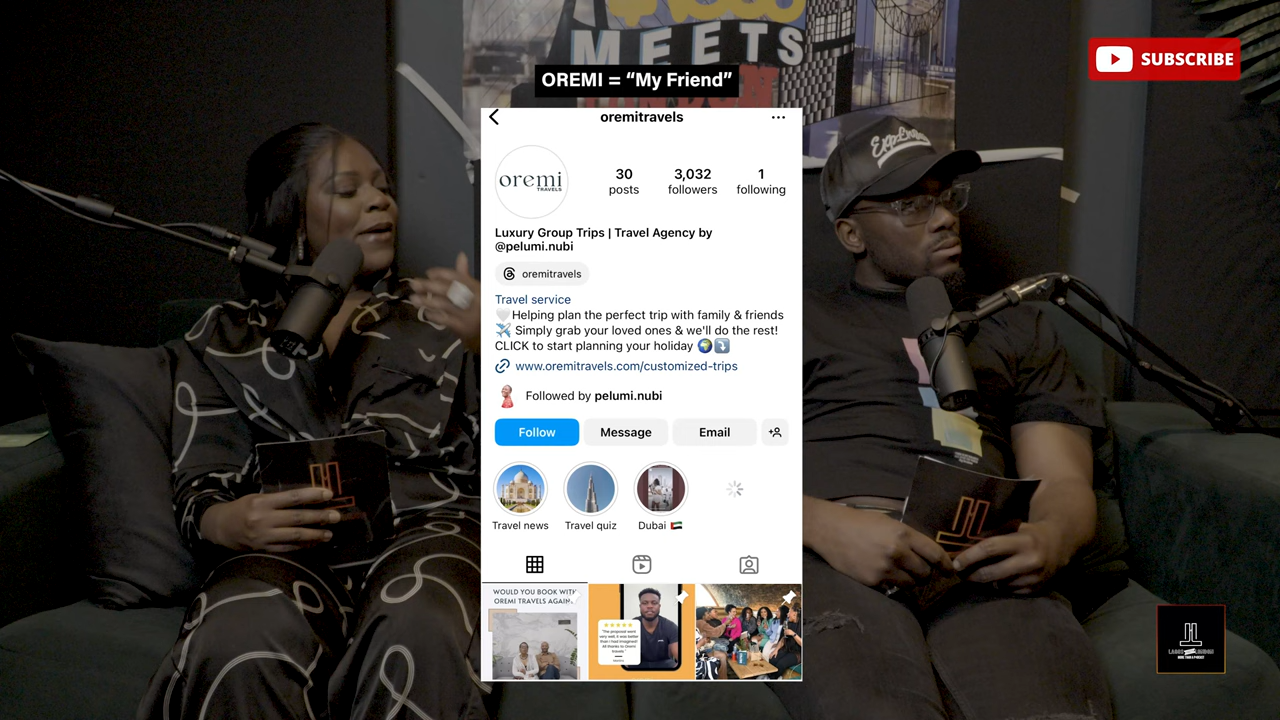 MEETS
SUBSCRIBE
OREMI = “My Friend”
oremitravels
oremi
TRAVELS
30
posts
3,032
followers
1
following
Luxury Group Trips | Travel Agency by
@pelumi.nubi
oremitravels
Travel service
🤍Helping plan the perfect trip with family & friends
✈️ Simply grab your loved ones & we'll do the rest!
CLICK to start planning your holiday 🌍⤵️
www.oremitravels.com/customized-trips
Followed by pelumi.nubi
Follow
Message
Email
Travel news
Travel quiz
Dubai 🇦🇪
WOULD YOU BOOK WITH
OREMI TRAVELS AGAIN